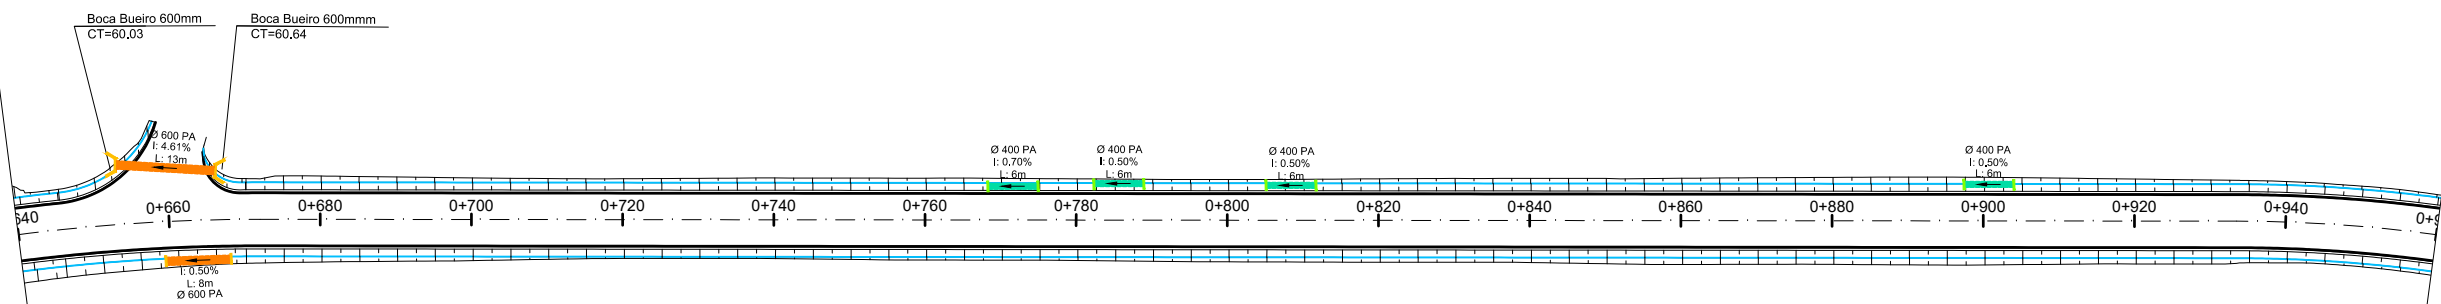 Boca Bueiro 600mm
CT=60.03
Boca Bueiro 600mmm
CT=60.64
Ø 600 PA
I: 4.61%
L: 13m
Ø 400 PA
I: 0.70%
L: 6m
Ø 400 PA
I: 0.50%
L: 6m
Ø 400 PA
I: 0.50%
L: 6m
Ø 400 PA
I: 0.50%
L: 6m
640
0+660
0+680
0+700
0+720
0+740
0+760
0+780
0+800
0+820
0+840
0+860
0+880
0+900
0+920
0+940
I: 0.50%
L: 8m
Ø 600 PA